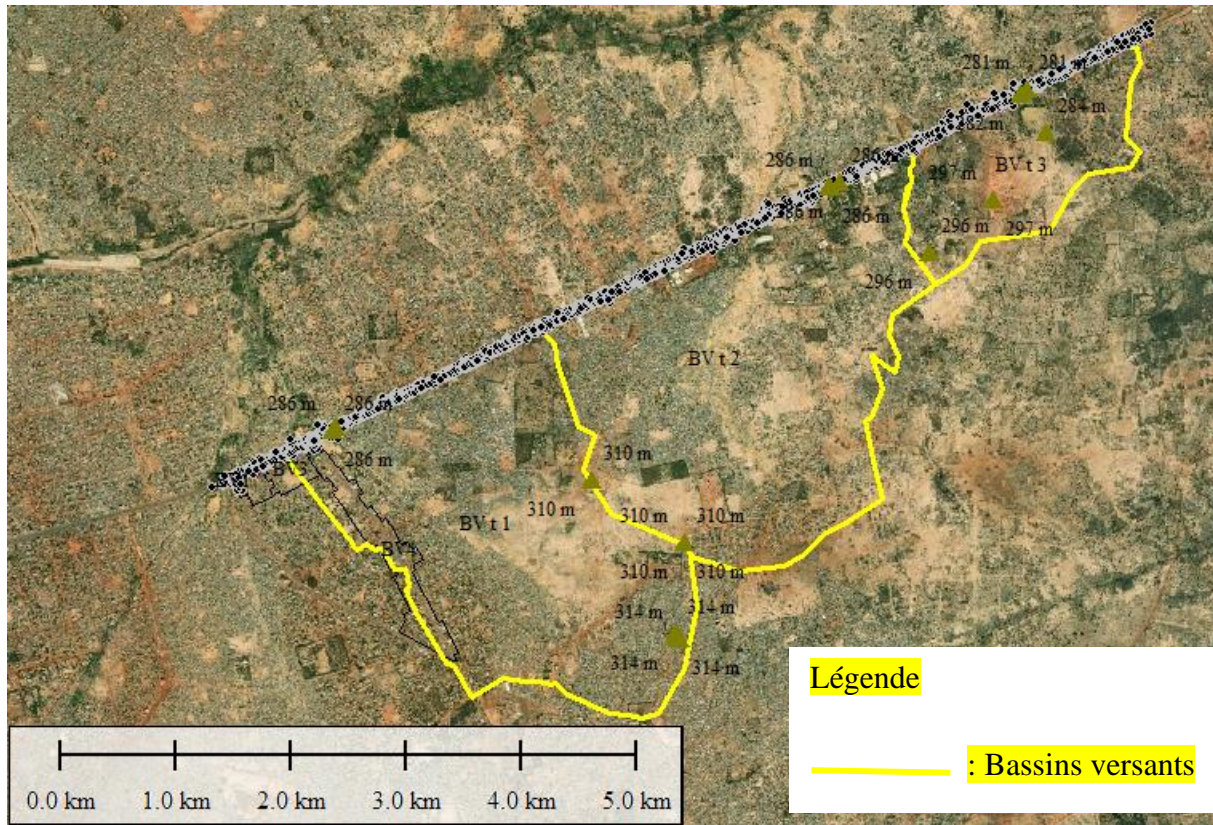 281 m 281 m
284 m
282 m
286 m 286 m
BV t 3
297 m
286 m 286 m
296 m 297 m
296 m
BV t 2
286 m 286 m
286 m
310 m
BV t 1
310 m 310 m 310 m
310 m 310 m
314 m 314 m
314 m 314 m
Légende
: Bassins versants
0.0 km 1.0 km 2.0 km 3.0 km 4.0 km 5.0 km